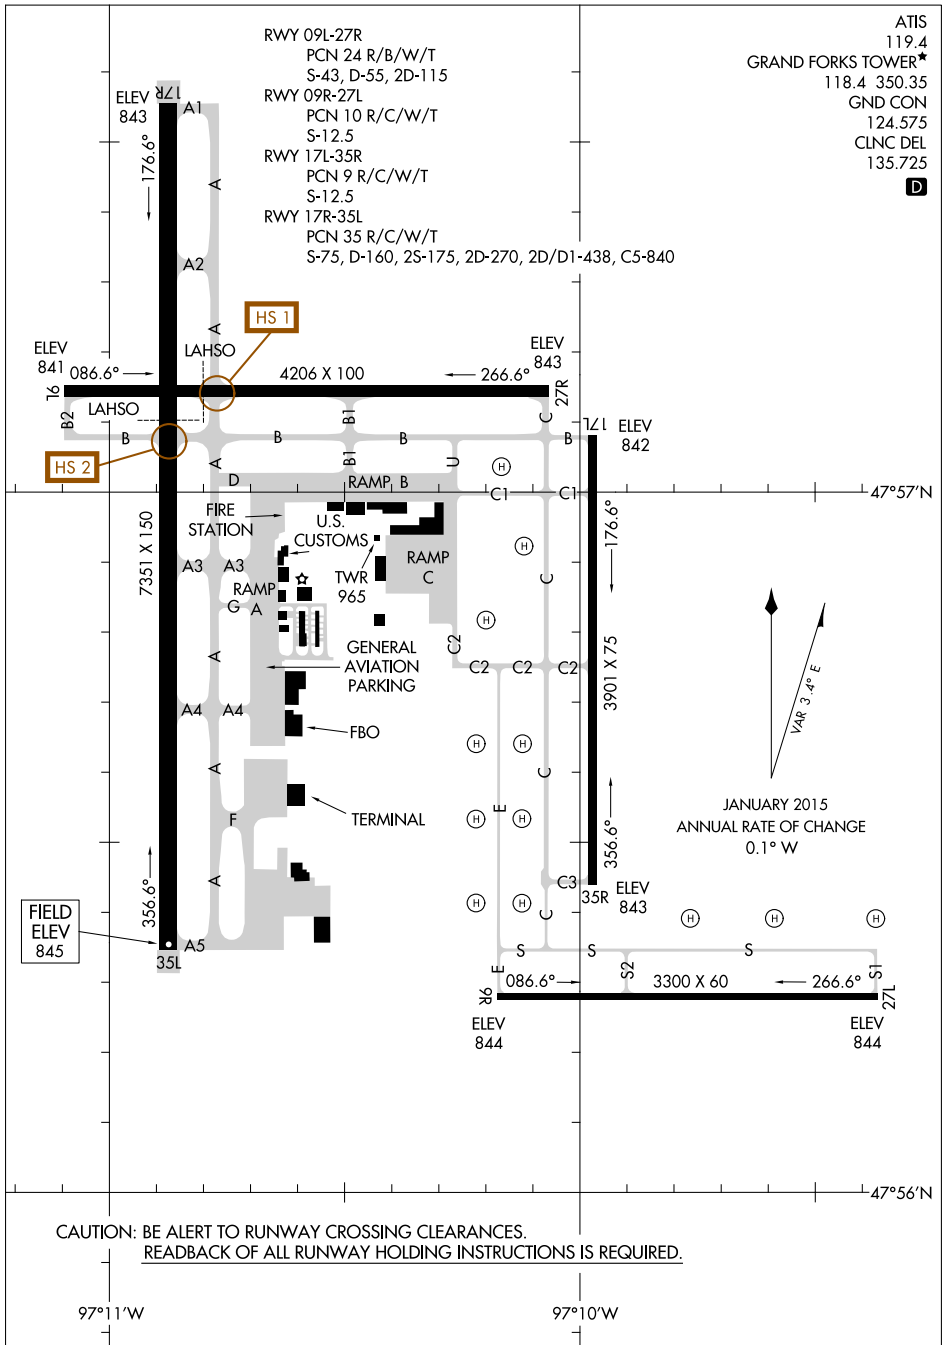 RWY 09L-27R
PCN 24 R/B/W/T
S-43, D-55, 2D-115
RWY 09R-27L
PCN 10 R/C/W/T
S-12.5
RWY 17L-35R
PCN 9 R/C/W/T
S-12.5
RWY 17R-35L
PCN 35 R/C/W/T
S-75, D-160, 2S-175, 2D-270, 2D/D1-438, C5-840
ATIS
119.4
GRAND FORKS TOWER★
118.4 350.35
GND CON
124.575
CLNC DEL
135.725
D
17R
ELEV
843
A1
176.6°
A
A2
A
HS 1
LAHSO
ELEV
841
086.6°
4206 X 100
266.6°
ELEV
843
9L
27R
LAHSO
B2
B
B
B1
B
C
B
17L
ELEV
842
HS 2
A
D
B1
U
H
RAMP B
C1
C1
47°57'N
FIRE
STATION
U.S.
CUSTOMS
7351 X 150
176.6°
H
A3
A3
RAMP
A
G
TWR
965
RAMP
C
C
H
A
GENERAL
AVIATION
PARKING
C2
C2
C2
C2
3901 X 75
VAR 3.4° E
A4
A4
FBO
H
H
A
C
E
JANUARY 2015
ANNUAL RATE OF CHANGE
0.1° W
F
TERMINAL
H
H
356.6°
356.6°
A
C3
35R
ELEV
843
FIELD
ELEV
845
H
H
C
H
H
H
A5
35L
S
S
S
E
086.6°
S2
3300 X 60
266.6°
S1
9R
27L
ELEV
844
ELEV
844
47°56'N
CAUTION: BE ALERT TO RUNWAY CROSSING CLEARANCES.
READBACK OF ALL RUNWAY HOLDING INSTRUCTIONS IS REQUIRED.
97°11'W
97°10'W